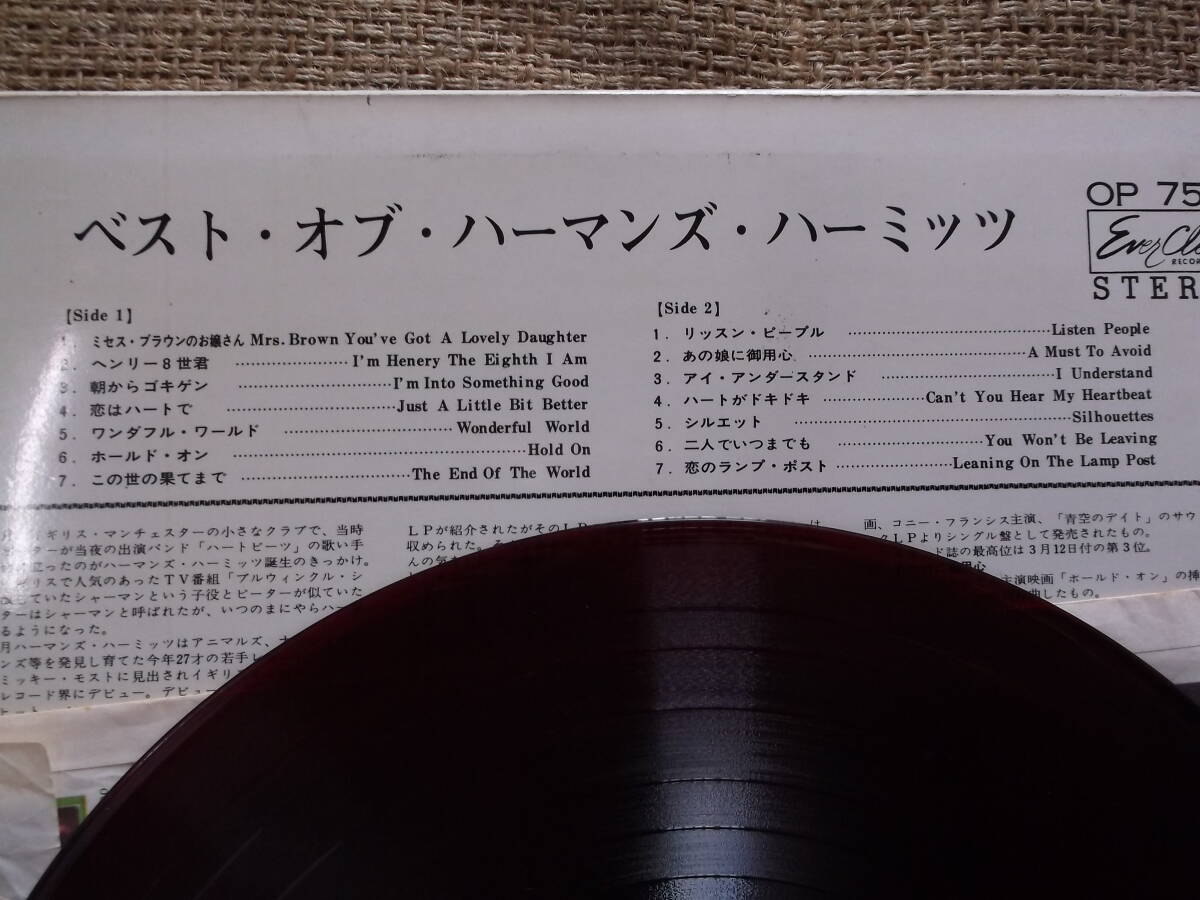 ベスト・オブ・ハーマンズ・ハーミッツ
OP 75
Ever Cle
RECOR
STER
【Side 1】
1. ミセス・ブラウンのお嬢さん Mrs. Brown You've Got A Lovely Daughter
2. ヘンリー8世君 I'm Henery The Eighth I Am
3. 朝からゴキゲン I'm Into Something Good
4. 恋はハートで Just A Little Bit Better
5. ワンダフル・ワールド Wonderful World
6. ホールド・オン Hold On
7. この世の果てまで The End Of The World
【Side 2】
1. リッスン・ピープル Listen People
2. あの娘に御用心 A Must To Avoid
3. アイ・アンダースタンド I Understand
4. ハートがドキドキ Can't You Hear My Heartbeat
5. シルエット Silhouettes
6. 二人でいつまでも You Won't Be Leaving
7. 恋のランプ・ポスト Leaning On The Lamp Post
ギリス・マンチェスターの小さなクラブで、当時
ターが当夜の出演バンド「ハートビーツ」の歌い手
立ったのがハーマンズ・ハーミッツ誕生のきっかけ。
リスで人気のあったTV番組「ブルウィンクル・シ
していたシャーマンという子役とピーターが似ていた
ターはシャーマンと呼ばれたが、いつのまにやらハー
るようになった。
月ハーマンズ・ハーミッツはアニマルズ、
ンズ等を発見し育てた今年27才の若手レ
ミッキー・モストに見出されイギリス
レコード界にデビュー。デビュ
LPが紹介されたがそのLP
収められた。
んの気
は
画、コニー・フランシス主演、「青空のデイト」のサウ
クLPよりシングル盤として発売されたもの。
ド誌の最高位は3月12日付の第3位。
用心
主演映画「ホールド・オン」の挿
曲したもの。